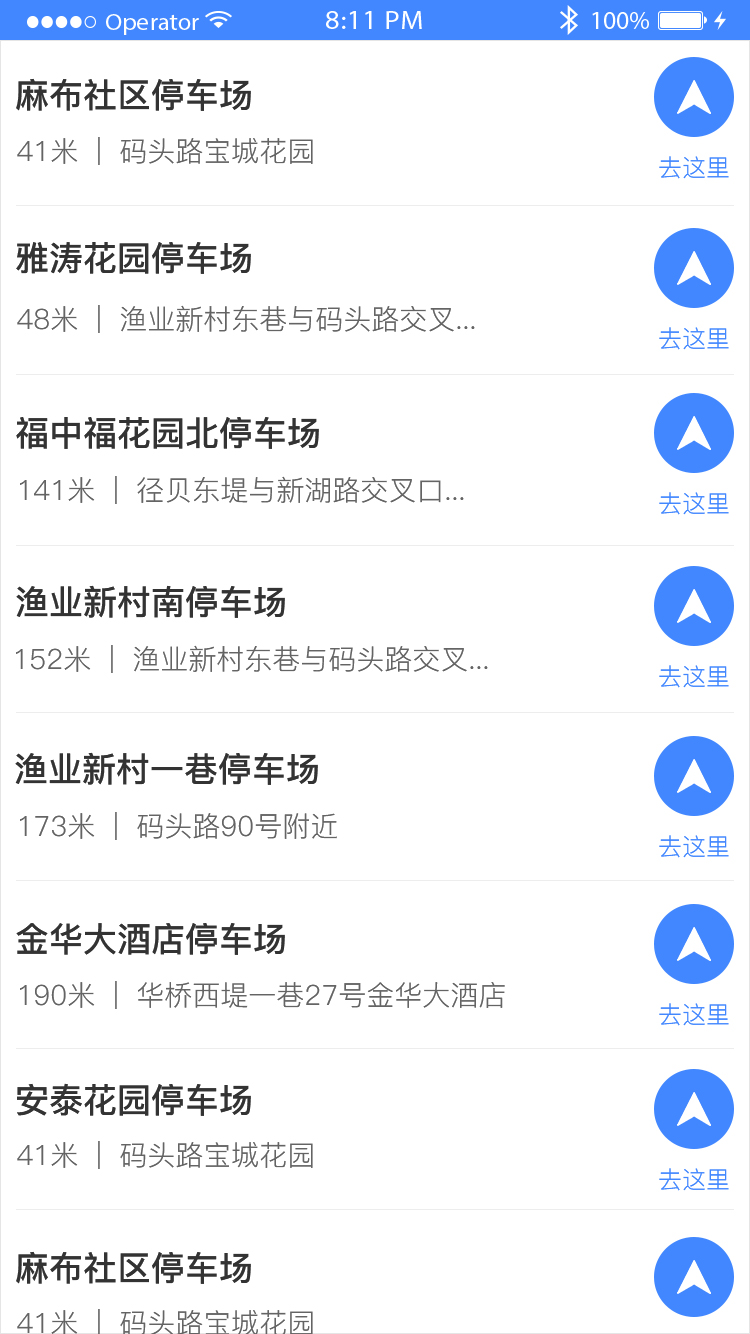 Operator 8:11 PM 100%
麻布社区停车场
41米 | 码头路宝城花园
去这里
雅涛花园停车场
48米 | 渔业新村东巷与码头路交叉...
去这里
福中福花园北停车场
141米 | 径贝东堤与新湖路交叉口...
去这里
渔业新村南停车场
152米 | 渔业新村东巷与码头路交叉...
去这里
渔业新村一巷停车场
173米 | 码头路90号附近
去这里
金华大酒店停车场
190米 | 华桥西堤一巷27号金华大酒店
去这里
安泰花园停车场
41米 | 码头路宝城花园
去这里
麻布社区停车场
41米 | 码头路宝城花园